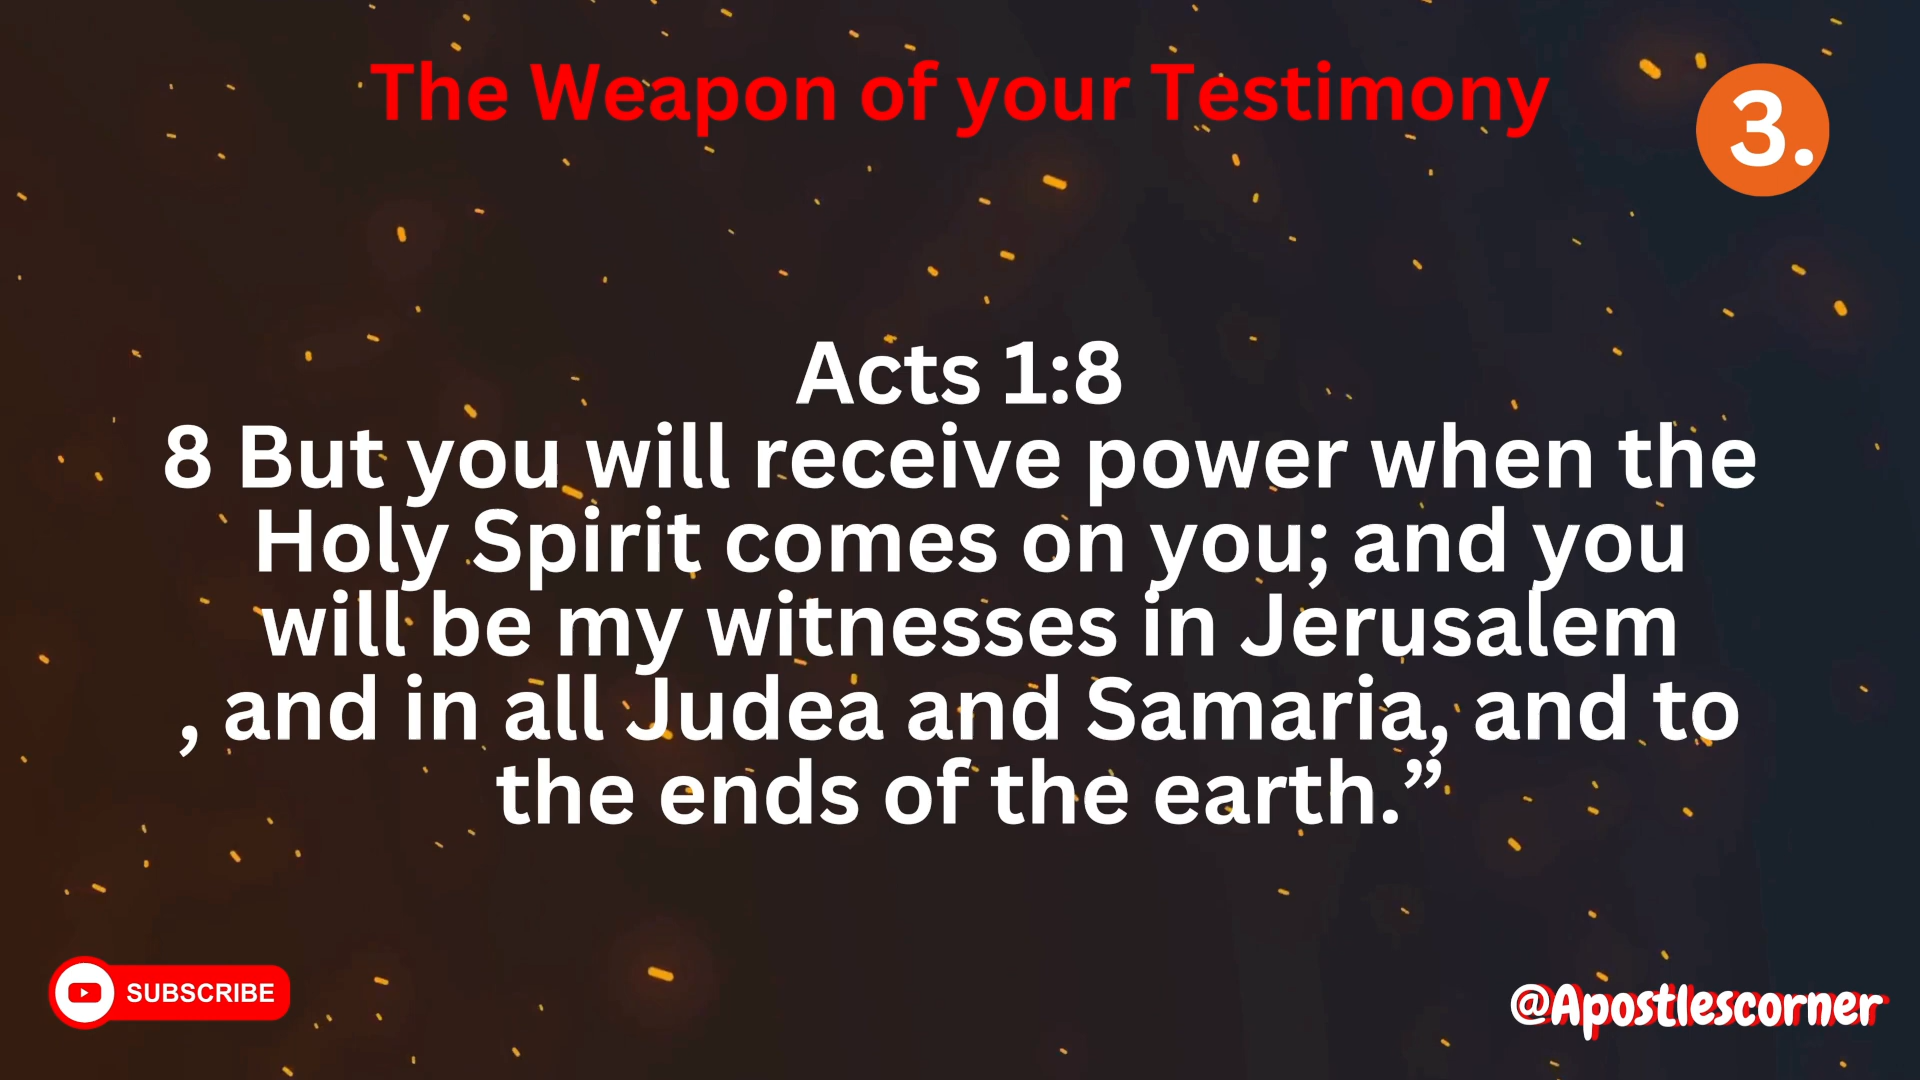 The Weapon of your Testimony
3.
Acts 1:8
8 But you will receive power when the
Holy Spirit comes on you; and you
will be my witnesses in Jerusalem
, and in all Judea and Samaria, and to
the ends of the earth.”
SUBSCRIBE
@Apostlescorner